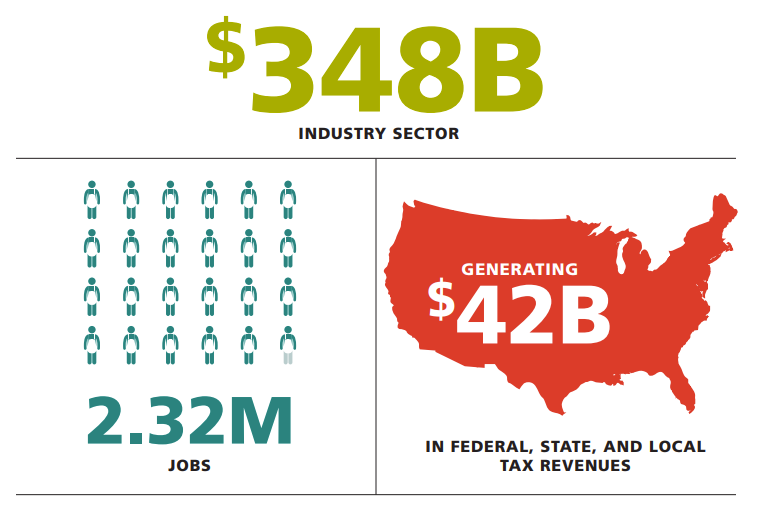 $348B
INDUSTRY SECTOR
2.32M
JOBS
GENERATING
$42B
IN FEDERAL, STATE, AND LOCAL
TAX REVENUES